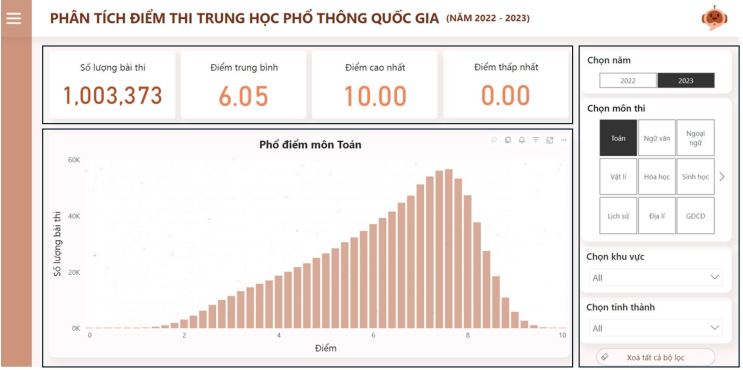 PHÂN TÍCH ĐIỂM THI TRUNG HỌC PHỔ THÔNG QUỐC GIA (NĂM 2022 - 2023)
Số lượng bài thi
1,003,373
Điểm trung bình
6.05
Điểm cao nhất
10.00
Điểm thấp nhất
0.00
Phổ điểm môn Toán
Số lượng bài thi
60K
40K
20K
0K
0 2 4 6 8 10
Điểm
Chọn năm
2022 2023
Chọn môn thi
Toán Ngữ văn Ngoại
ngữ
Vật lí Hóa học Sinh học
Lịch sử Địa lí GDCD
Chọn khu vực
All
Chọn tỉnh thành
All
Xoá tất cả bộ lọc